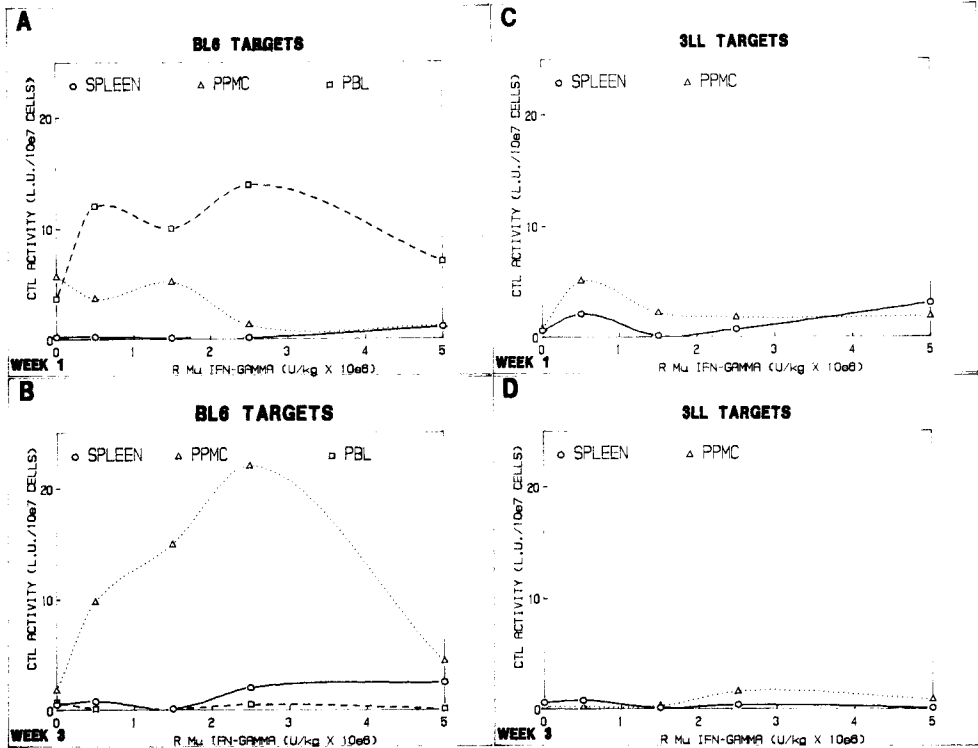 A
BL6 TARGETS
SPLEEN PPMC PBL
CTL ACTIVITY (L.U./10e7 CELLS)
20
10
0
0 1 2 3 4 5
R Mu IFN-GAMMA (U/kg X 10e6)
WEEK 1
C
3LL TARGETS
SPLEEN PPMC
CTL ACTIVITY (L.U./10e7 CELLS)
20
10
0
0 1 2 3 4 5
R Mu IFN-GAMMA (U/kg X 10e6)
WEEK 1
B
BL6 TARGETS
SPLEEN PPMC PBL
CTL ACTIVITY (L.U./10e7 CELLS)
20
10
0
0 1 2 3 4 5
R Mu IFN-GAMMA (U/kg X 10e6)
WEEK 3
D
3LL TARGETS
SPLEEN PPMC
CTL ACTIVITY (L.U./10e7 CELLS)
20
10
0
0 1 2 3 4 5
R Mu IFN-GAMMA (U/kg X 10e6)
WEEK 3